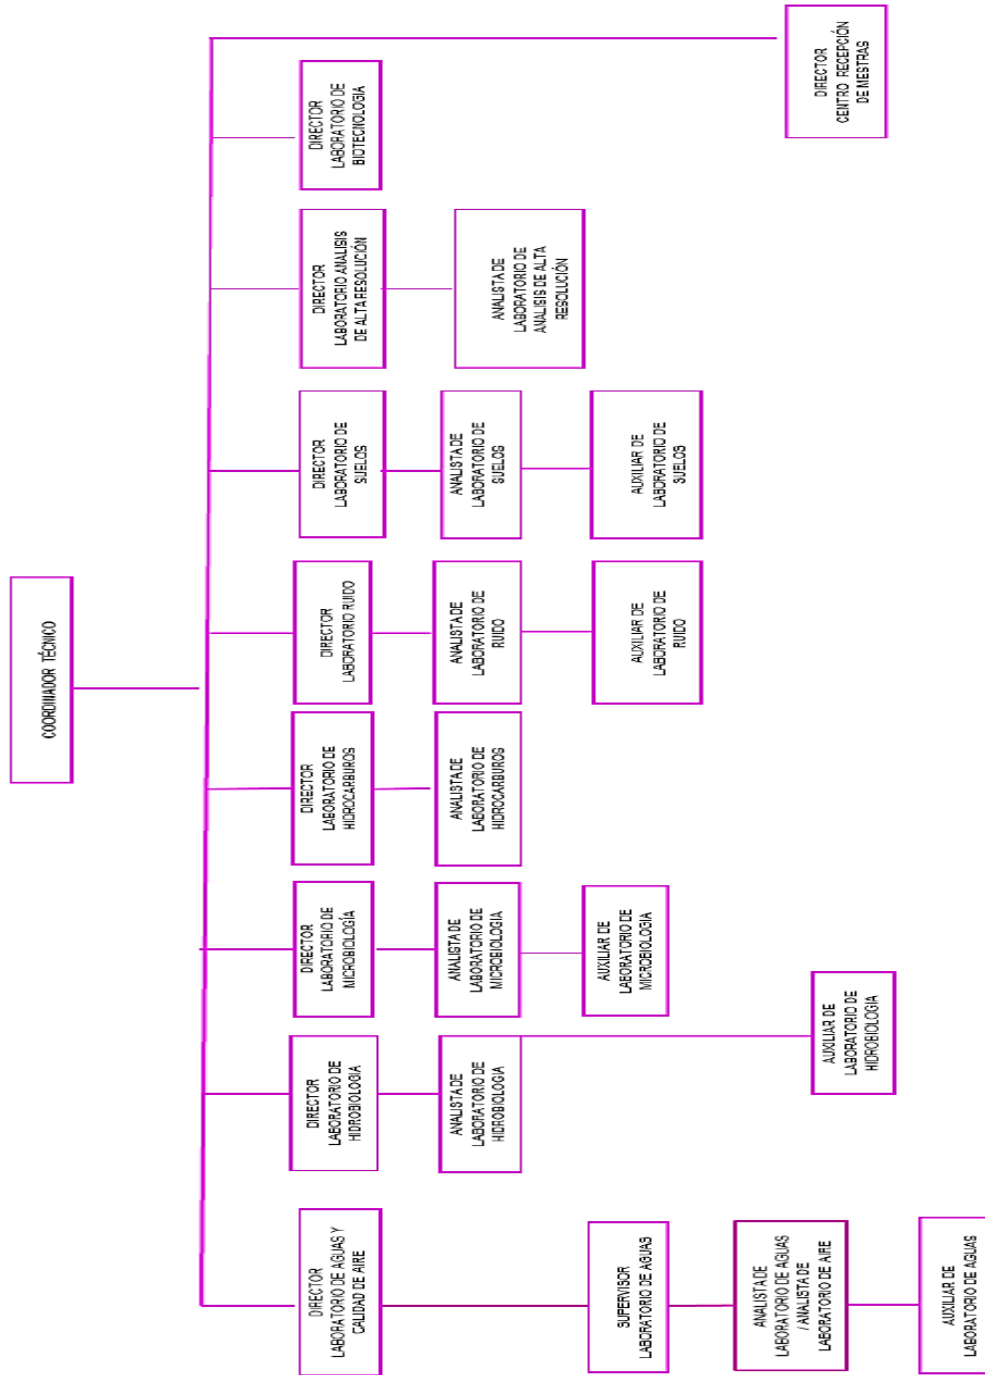 COORDINADOR TÉCNICO
DIRECTOR
LABORATORIO DE AGUAS Y
CALIDAD DE AIRE
DIRECTOR
LABORATORIO DE
HIDROBIOLOGIA
DIRECTOR
LABORATORIO DE
MICROBIOLOGÍA
DIRECTOR
LABORATORIO DE
HIDROCARBUROS
DIRECTOR
LABORATORIO RUIDO
DIRECTOR
LABORATORIO DE
SUELOS
DIRECTOR
LABORATORIO ANALISIS
DE ALTA RESOLUCIÓN
DIRECTOR
LABORATORIO DE
BIOTECNOLOGIA
DIRECTOR
CENTRO RECEPCIÓN
DE MESTRAS
ANALISTA DE
LABORATORIO DE
HIDROBIOLOGIA
ANALISTA DE
LABORATORIO DE
MICROBIOLOGIA
ANALISTA DE
LABORATORIO DE
HIDROCARBUROS
ANALISTA DE
LABORATORIO DE
RUIDO
ANALISTA DE
LABORATORIO DE
SUELOS
ANALISTA DE
LABORATORIO DE
ANALISIS DE ALTA
RESOLUCIÓN
SUPERVISOR
LABORATORIO DE AGUAS
AUXILIAR DE
LABORATORIO DE
MICROBIOLOGIA
AUXILIAR DE
LABORATORIO DE
RUIDO
AUXILIAR DE
LABORATORIO DE
SUELOS
ANALISTA DE
LABORATORIO DE AGUAS
/ ANALISTA DE
LABORATORIO DE AIRE
AUXILIAR DE
LABORATORIO DE
HIDROBIOLOGIA
AUXILIAR DE
LABORATORIO DE AGUAS